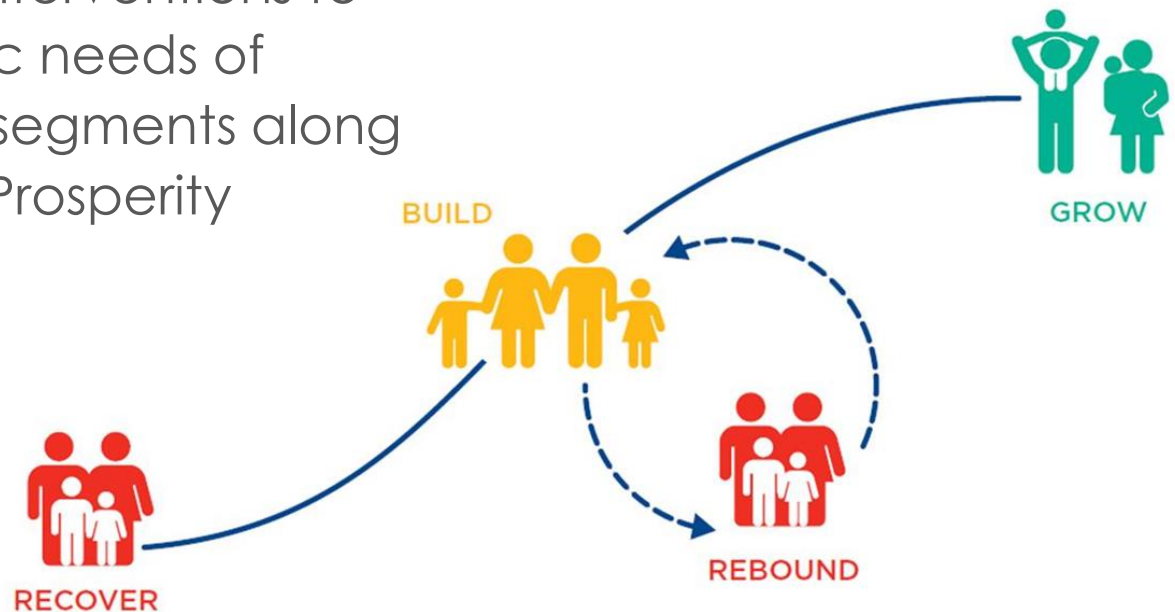 needs of
segments along
Prosperity
BUILD
GROW
REBOUND
RECOVER